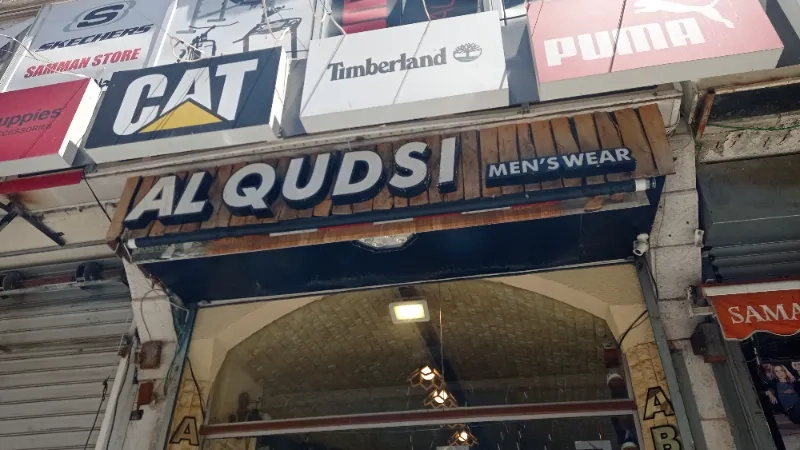 SKECHERS
SAMMAN STORE
uppies
CAT
Timberland
PUMA
AL QUDSI
MEN'S WEAR
SAMA
A
A
B